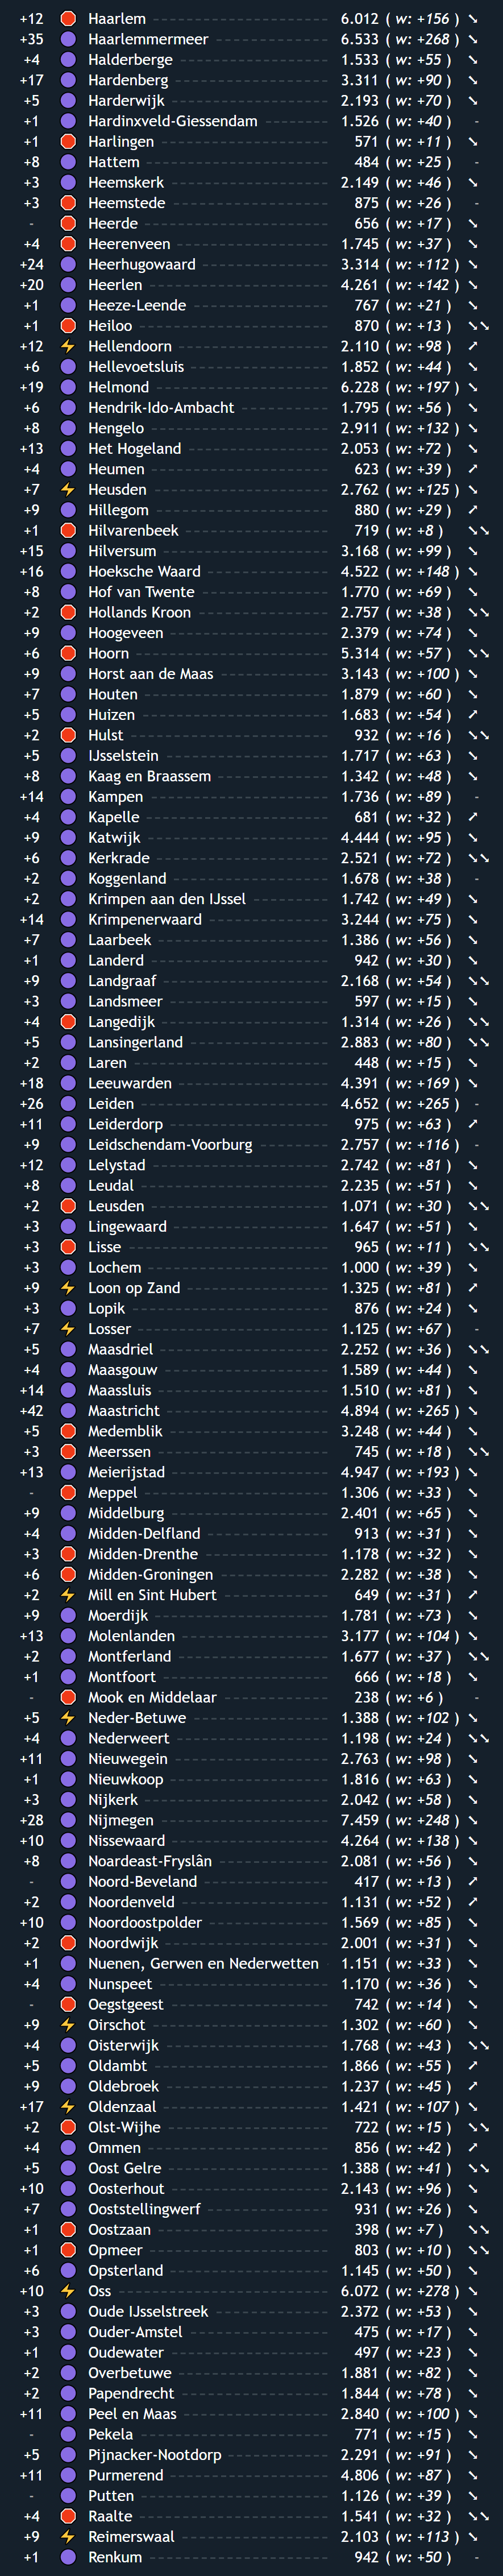 +12 Haarlem 6.012 ( w: +156 ) ↘
+35 Haarlemmermeer 6.533 ( w: +268 ) ↘
+4 Halderberge 1.533 ( w: +55 ) ↘
+17 Hardenberg 3.311 ( w: +90 ) ↘
+5 Harderwijk 2.193 ( w: +70 ) ↘
+1 Hardinxveld-Giessendam 1.526 ( w: +40 ) -
+1 Harlingen 571 ( w: +11 ) ↘
+8 Hattem 484 ( w: +25 ) -
+3 Heemskerk 2.149 ( w: +46 ) ↘
+3 Heemstede 875 ( w: +26 ) -
- Heerde 656 ( w: +17 ) ↘
+4 Heerenveen 1.745 ( w: +37 ) ↘
+24 Heerhugowaard 3.314 ( w: +112 ) ↘
+20 Heerlen 4.261 ( w: +142 ) ↘
+1 Heeze-Leende 767 ( w: +21 ) ↘
+1 Heiloo 870 ( w: +13 ) ↘↘
+12 Hellendoorn 2.110 ( w: +98 ) ↗
+6 Hellevoetsluis 1.852 ( w: +44 ) ↘
+19 Helmond 6.228 ( w: +197 ) ↘
+6 Hendrik-Ido-Ambacht 1.795 ( w: +56 ) ↘
+8 Hengelo 2.911 ( w: +132 ) ↘
+13 Het Hogeland 2.053 ( w: +72 ) ↘
+4 Heumen 623 ( w: +39 ) ↗
+7 Heusden 2.762 ( w: +125 ) ↘
+9 Hillegom 880 ( w: +29 ) ↗
+1 Hilvarenbeek 719 ( w: +8 ) ↘↘
+15 Hilversum 3.168 ( w: +99 ) ↘
+16 Hoeksche Waard 4.522 ( w: +148 ) ↘
+8 Hof van Twente 1.770 ( w: +69 ) ↘
+2 Hollands Kroon 2.757 ( w: +38 ) ↘↘
+9 Hoogeveen 2.379 ( w: +74 ) ↘
+6 Hoorn 5.314 ( w: +57 ) ↘↘
+9 Horst aan de Maas 3.143 ( w: +100 ) ↘
+7 Houten 1.879 ( w: +60 ) ↘
+5 Huizen 1.683 ( w: +54 ) ↗
+2 Hulst 932 ( w: +16 ) ↘↘
+5 IJsselstein 1.717 ( w: +63 ) ↘
+8 Kaag en Braassem 1.342 ( w: +48 ) ↘
+14 Kampen 1.736 ( w: +89 ) -
+4 Kapelle 681 ( w: +32 ) ↗
+9 Katwijk 4.444 ( w: +95 ) ↘
+6 Kerkrade 2.521 ( w: +72 ) ↘↘
+2 Koggenland 1.678 ( w: +38 ) -
+2 Krimpen aan den IJssel 1.742 ( w: +49 ) ↘
+14 Krimpenerwaard 3.244 ( w: +75 ) ↘
+7 Laarbeek 1.386 ( w: +56 ) ↘
+1 Landerd 942 ( w: +30 ) ↘
+9 Landgraaf 2.168 ( w: +54 ) ↘↘
+3 Landsmeer 597 ( w: +15 ) ↘
+4 Langedijk 1.314 ( w: +26 ) ↘↘
+5 Lansingerland 2.883 ( w: +80 ) ↘↘
+2 Laren 448 ( w: +15 ) ↘
+18 Leeuwarden 4.391 ( w: +169 ) ↘
+26 Leiden 4.652 ( w: +265 ) -
+11 Leiderdorp 975 ( w: +63 ) ↗
+9 Leidschendam-Voorburg 2.757 ( w: +116 ) -
+12 Lelystad 2.742 ( w: +81 ) ↘
+8 Leudal 2.235 ( w: +51 ) ↘
+2 Leusden 1.071 ( w: +30 ) ↘↘
+3 Lingewaard 1.647 ( w: +51 ) ↘
+3 Lisse 965 ( w: +11 ) ↘↘
+3 Lochem 1.000 ( w: +39 ) ↘
+9 Loon op Zand 1.325 ( w: +81 ) ↗
+3 Lopik 876 ( w: +24 ) ↘
+7 Losser 1.125 ( w: +67 ) -
+5 Maasdriel 2.252 ( w: +36 ) ↘↘
+4 Maasgouw 1.589 ( w: +44 ) ↘
+14 Maassluis 1.510 ( w: +81 ) ↘
+42 Maastricht 4.894 ( w: +265 ) ↘
+5 Medemblik 3.248 ( w: +44 ) ↘
+3 Meerssen 745 ( w: +18 ) ↘↘
+13 Meierijstad 4.947 ( w: +193 ) ↘
- Meppel 1.306 ( w: +33 ) ↘
+9 Middelburg 2.401 ( w: +65 ) ↘
+4 Midden-Delfland 913 ( w: +31 ) ↘
+3 Midden-Drenthe 1.178 ( w: +32 ) ↘
+6 Midden-Groningen 2.282 ( w: +38 ) ↘
+2 Mill en Sint Hubert 649 ( w: +31 ) ↗
+9 Moerdijk 1.781 ( w: +73 ) ↘
+13 Molenlanden 3.177 ( w: +104 ) ↘
+2 Montferland 1.677 ( w: +37 ) ↘↘
+1 Montfoort 666 ( w: +18 ) ↘
- Mook en Middelaar 238 ( w: +6 ) -
+5 Neder-Betuwe 1.388 ( w: +102 ) ↘
+4 Nederweert 1.198 ( w: +24 ) ↘↘
+11 Nieuwegein 2.763 ( w: +98 ) ↘
+1 Nieuwkoop 1.816 ( w: +63 ) ↘
+3 Nijkerk 2.042 ( w: +58 ) ↘
+28 Nijmegen 7.459 ( w: +248 ) ↘
+10 Nissewaard 4.264 ( w: +138 ) ↘
+8 Noardeast-Fryslân 2.081 ( w: +56 ) ↘
- Noord-Beveland 417 ( w: +13 ) ↗
+2 Noordenveld 1.131 ( w: +52 ) ↗
+10 Noordoostpolder 1.569 ( w: +85 ) ↘
+2 Noordwijk 2.001 ( w: +31 ) ↘
+1 Nuenen, Gerwen en Nederwetten 1.151 ( w: +33 ) ↘
+4 Nunspeet 1.170 ( w: +36 ) ↘
- Oegstgeest 742 ( w: +14 ) ↘
+9 Oirschot 1.302 ( w: +60 ) ↘
+4 Oisterwijk 1.768 ( w: +43 ) ↘↘
+5 Oldambt 1.866 ( w: +55 ) ↗
+9 Oldebroek 1.237 ( w: +45 ) ↗
+17 Oldenzaal 1.421 ( w: +107 ) ↘
+2 Olst-Wijhe 722 ( w: +15 ) ↘↘
+4 Ommen 856 ( w: +42 ) ↗
+5 Oost Gelre 1.388 ( w: +41 ) ↘↘
+10 Oosterhout 2.143 ( w: +96 ) ↘
+7 Ooststellingwerf 931 ( w: +26 ) ↘
+1 Oostzaan 398 ( w: +7 ) ↘↘
+1 Opmeer 803 ( w: +10 ) ↘↘
+6 Opsterland 1.145 ( w: +50 ) ↘
+10 Oss 6.072 ( w: +278 ) ↘
+3 Oude IJsselstreek 2.372 ( w: +53 ) ↘
+3 Ouder-Amstel 475 ( w: +17 ) ↘
+1 Oudewater 497 ( w: +23 ) ↘
+2 Overbetuwe 1.881 ( w: +82 ) ↘
+2 Papendrecht 1.844 ( w: +78 ) ↘
+11 Peel en Maas 2.840 ( w: +100 ) ↘
- Pekela 771 ( w: +15 ) ↘
+5 Pijnacker-Nootdorp 2.291 ( w: +91 ) ↘
+11 Purmerend 4.806 ( w: +87 ) ↘
- Putten 1.126 ( w: +39 ) ↘
+4 Raalte 1.541 ( w: +32 ) ↘↘
+9 Reimerswaal 2.103 ( w: +113 ) ↘
+1 Renkum 942 ( w: +50 ) -